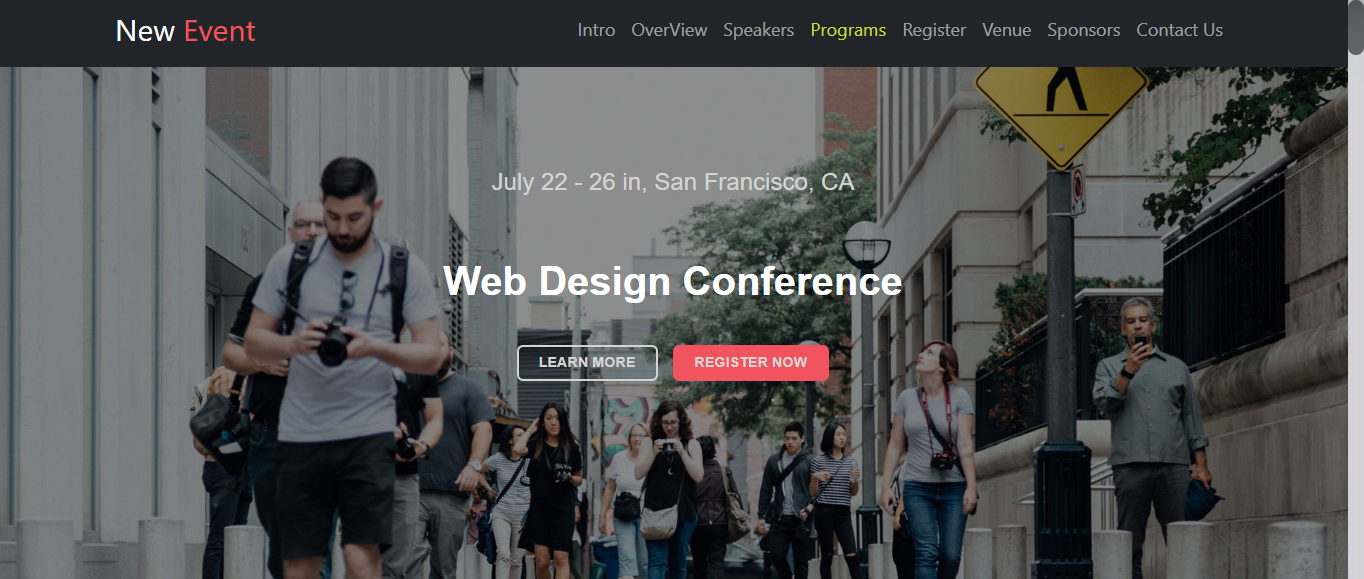 New Event
Intro OverView Speakers Programs Register Venue Sponsors Contact Us
July 22 - 26 in, San Francisco, CA
Web Design Conference
LEARN MORE REGISTER NOW